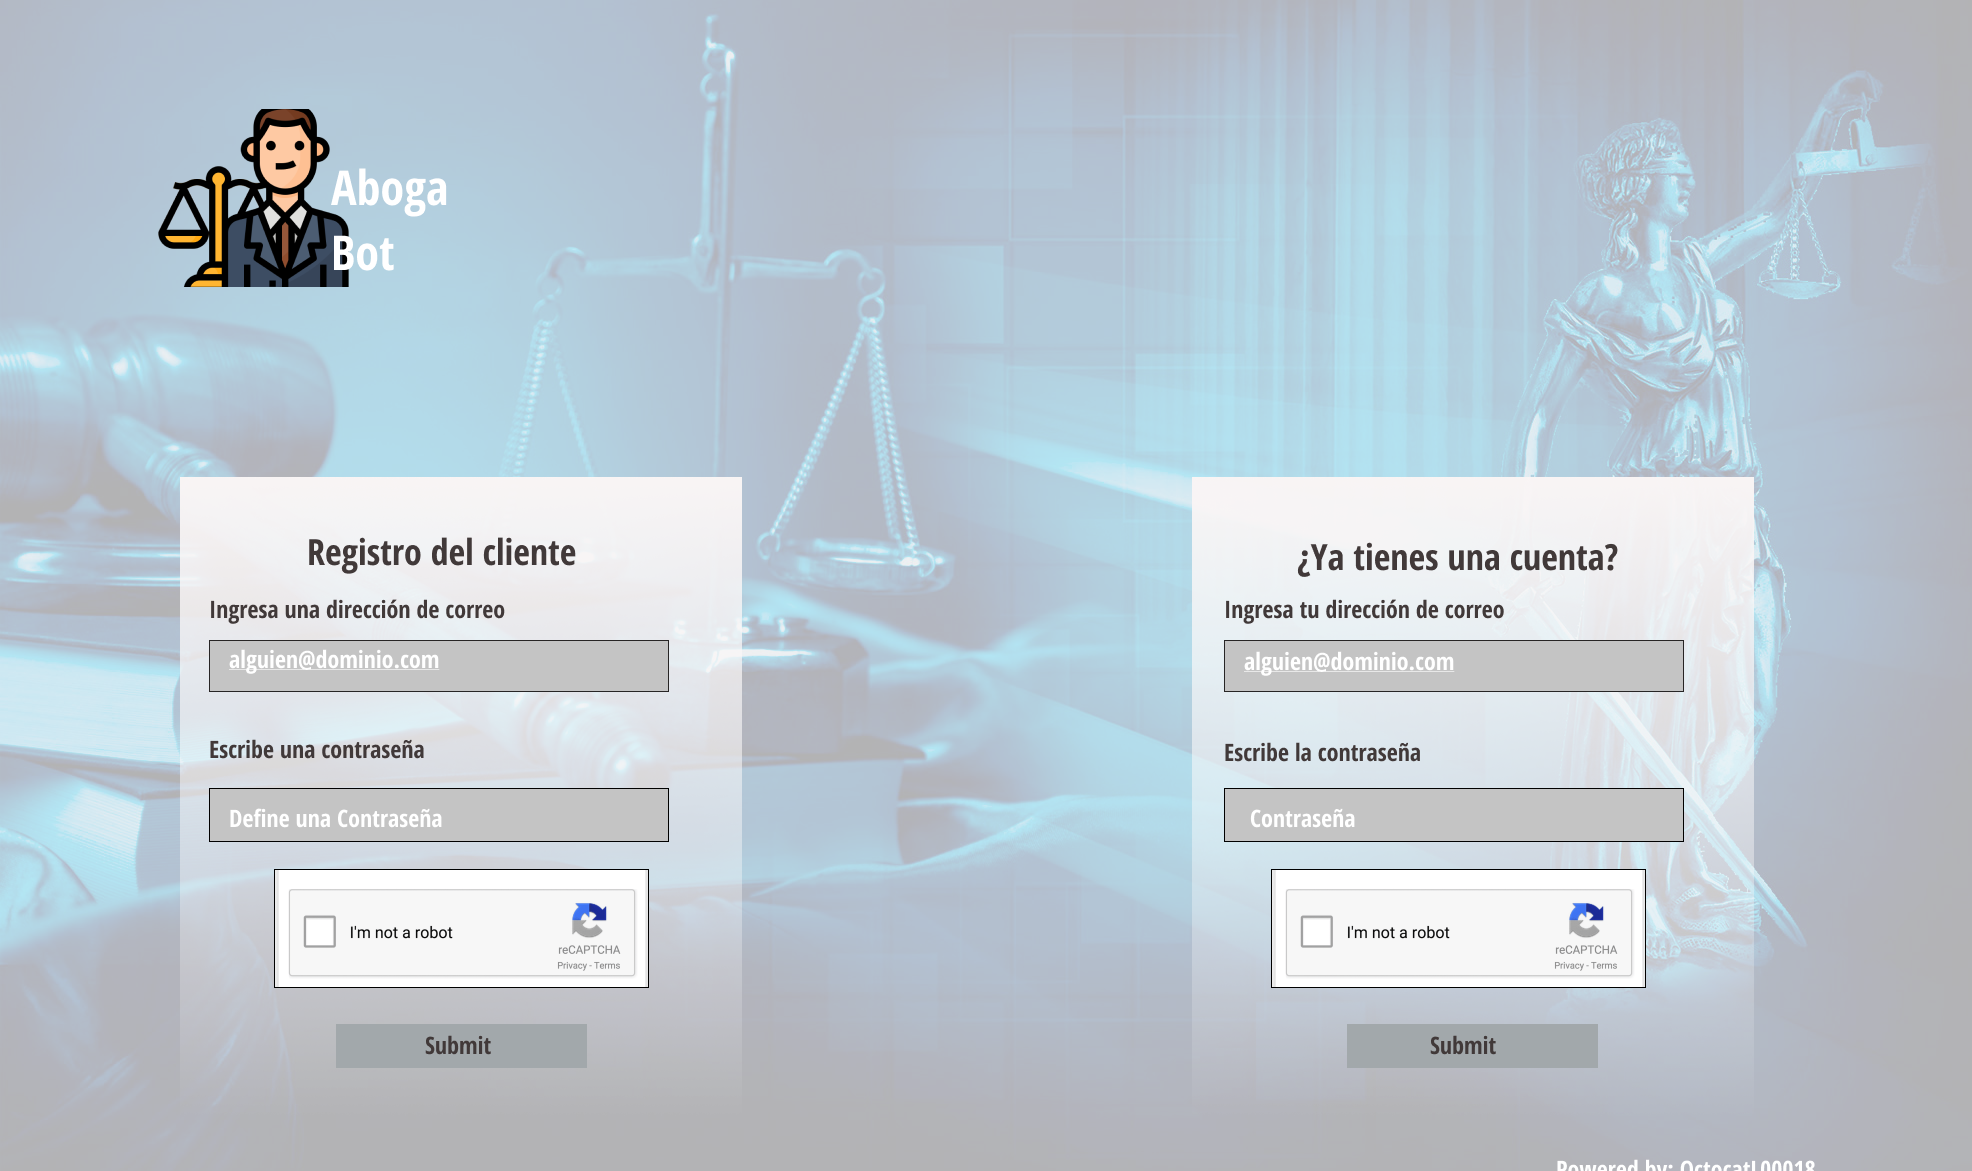 Aboga
Bot
Registro del cliente
Ingresa una dirección de correo
alguien@dominio.com
Escribe una contraseña
Define una Contraseña
I'm not a robot
reCAPTCHA
Privacy - Terms
Submit
¿Ya tienes una cuenta?
Ingresa tu dirección de correo
alguien@dominio.com
Escribe la contraseña
Contraseña
I'm not a robot
reCAPTCHA
Privacy - Terms
Submit
Powered by: OctocatL00018